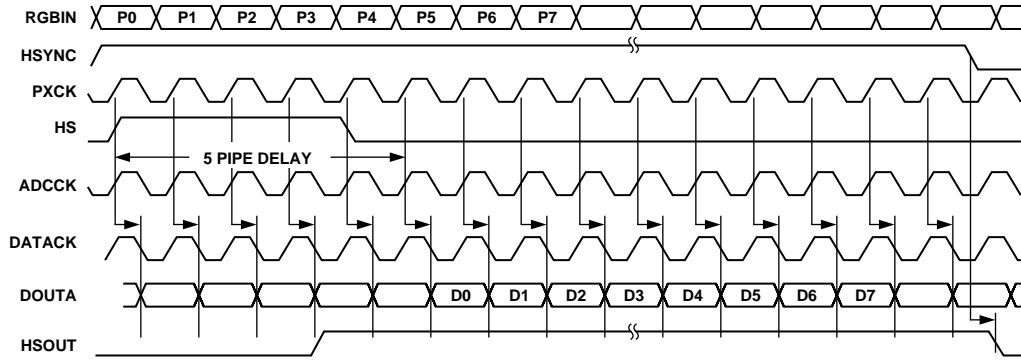 RGBIN P0 P1 P2 P3 P4 P5 P6 P7
HSYNC
PXCK
HS
5 PIPE DELAY
ADCCK
DATACK
DOUTA D0 D1 D2 D3 D4 D5 D6 D7
HSOUT